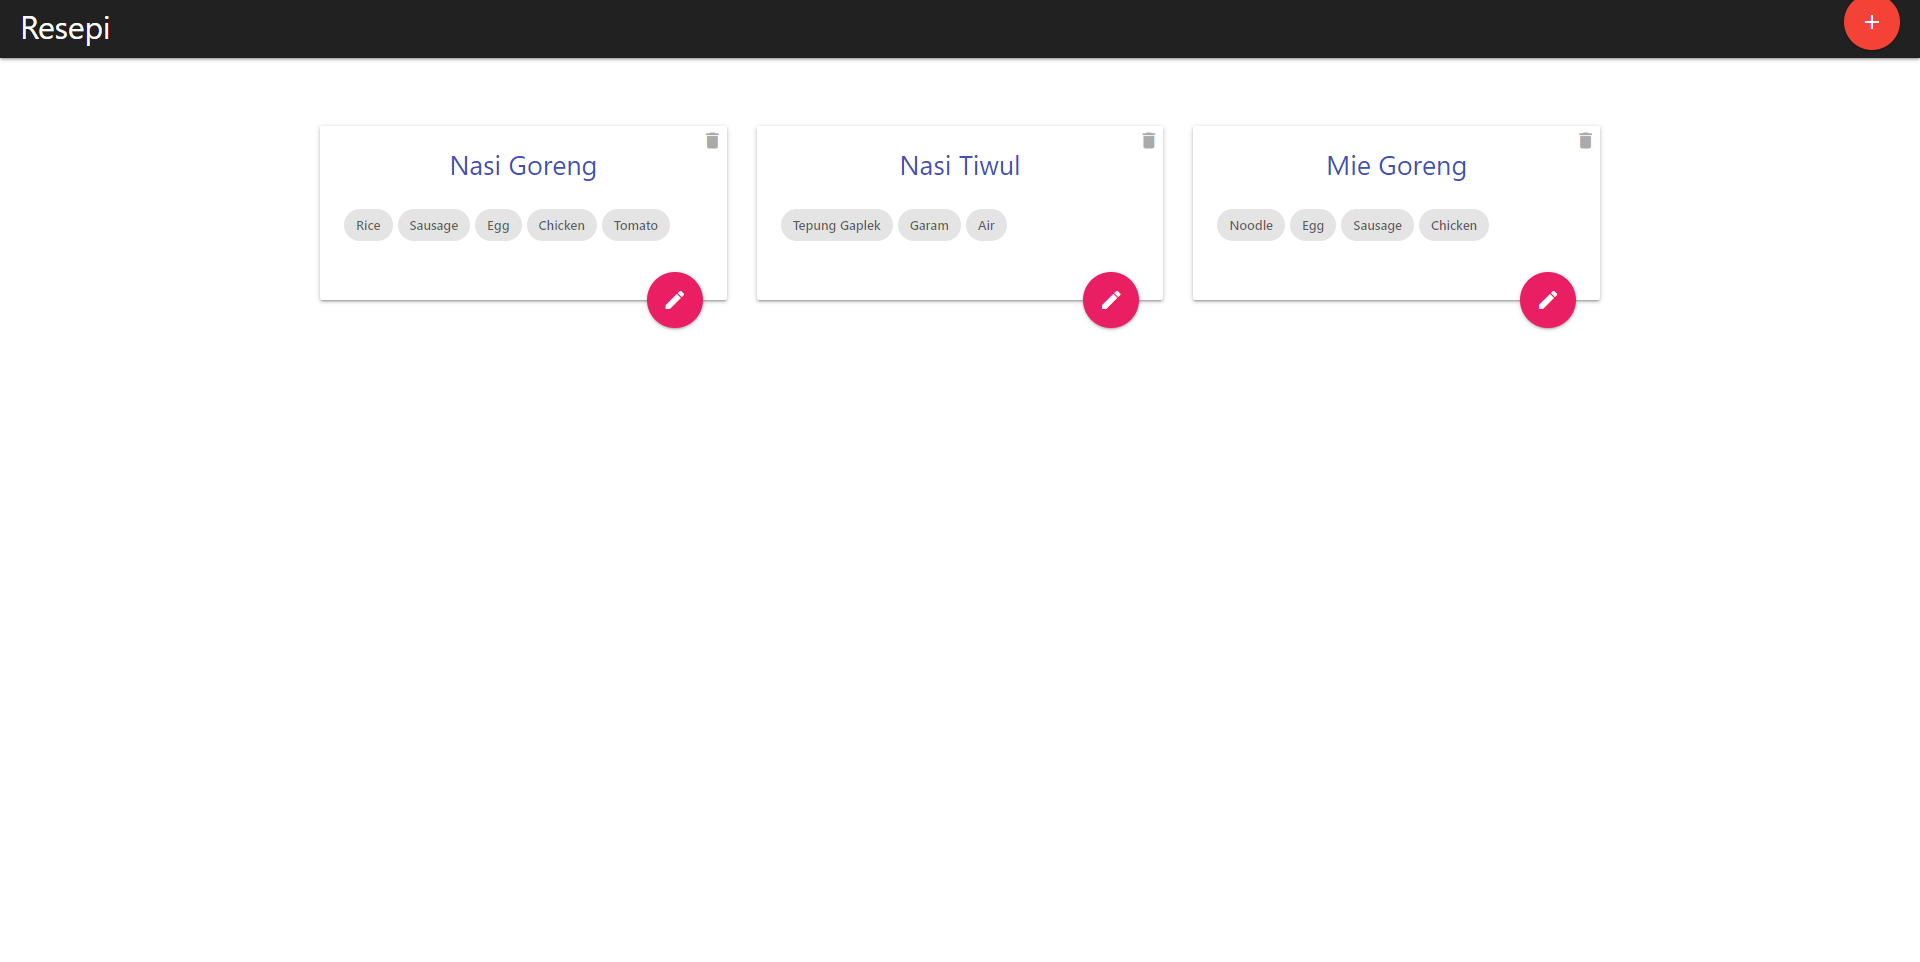 Resepi
Nasi Goreng
Rice Sausage Egg Chicken Tomato
Nasi Tiwul
Tepung Gaplek Garam Air
Mie Goreng
Noodle Egg Sausage Chicken